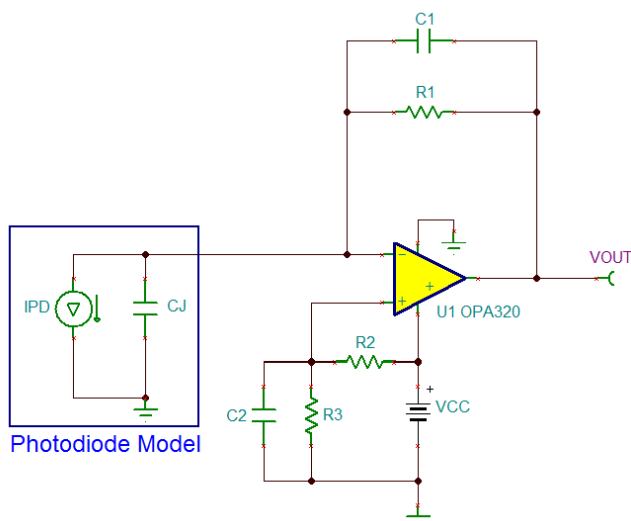 C1
R1
VOUT
−
IPD
CJ
+
+
U1 OPA320
R2
+
C2
R3
VCC
Photodiode Model